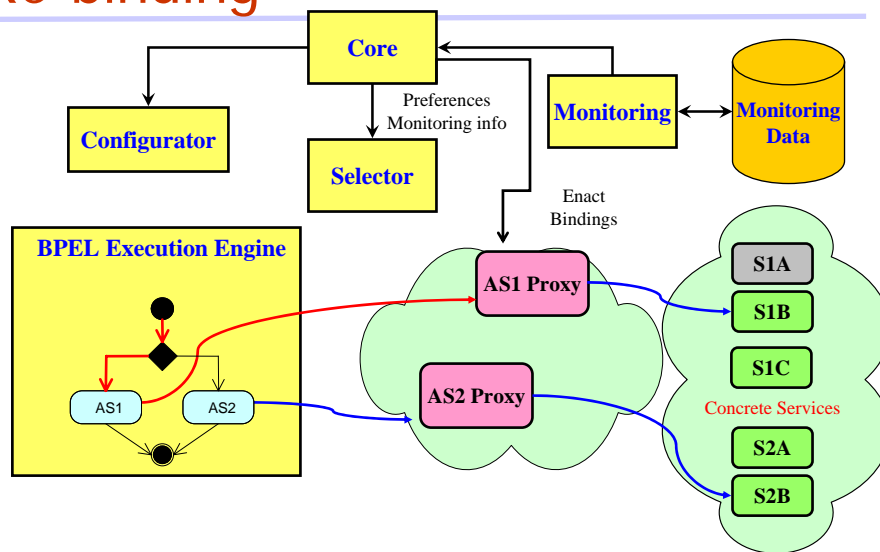 Core
Preferences
Monitoring info
Configurator
Monitoring
Monitoring
Data
Selector
Enact
Bindings
BPEL Execution Engine
AS1
AS2
AS1 Proxy
AS2 Proxy
S1A
S1B
S1C
Concrete Services
S2A
S2B